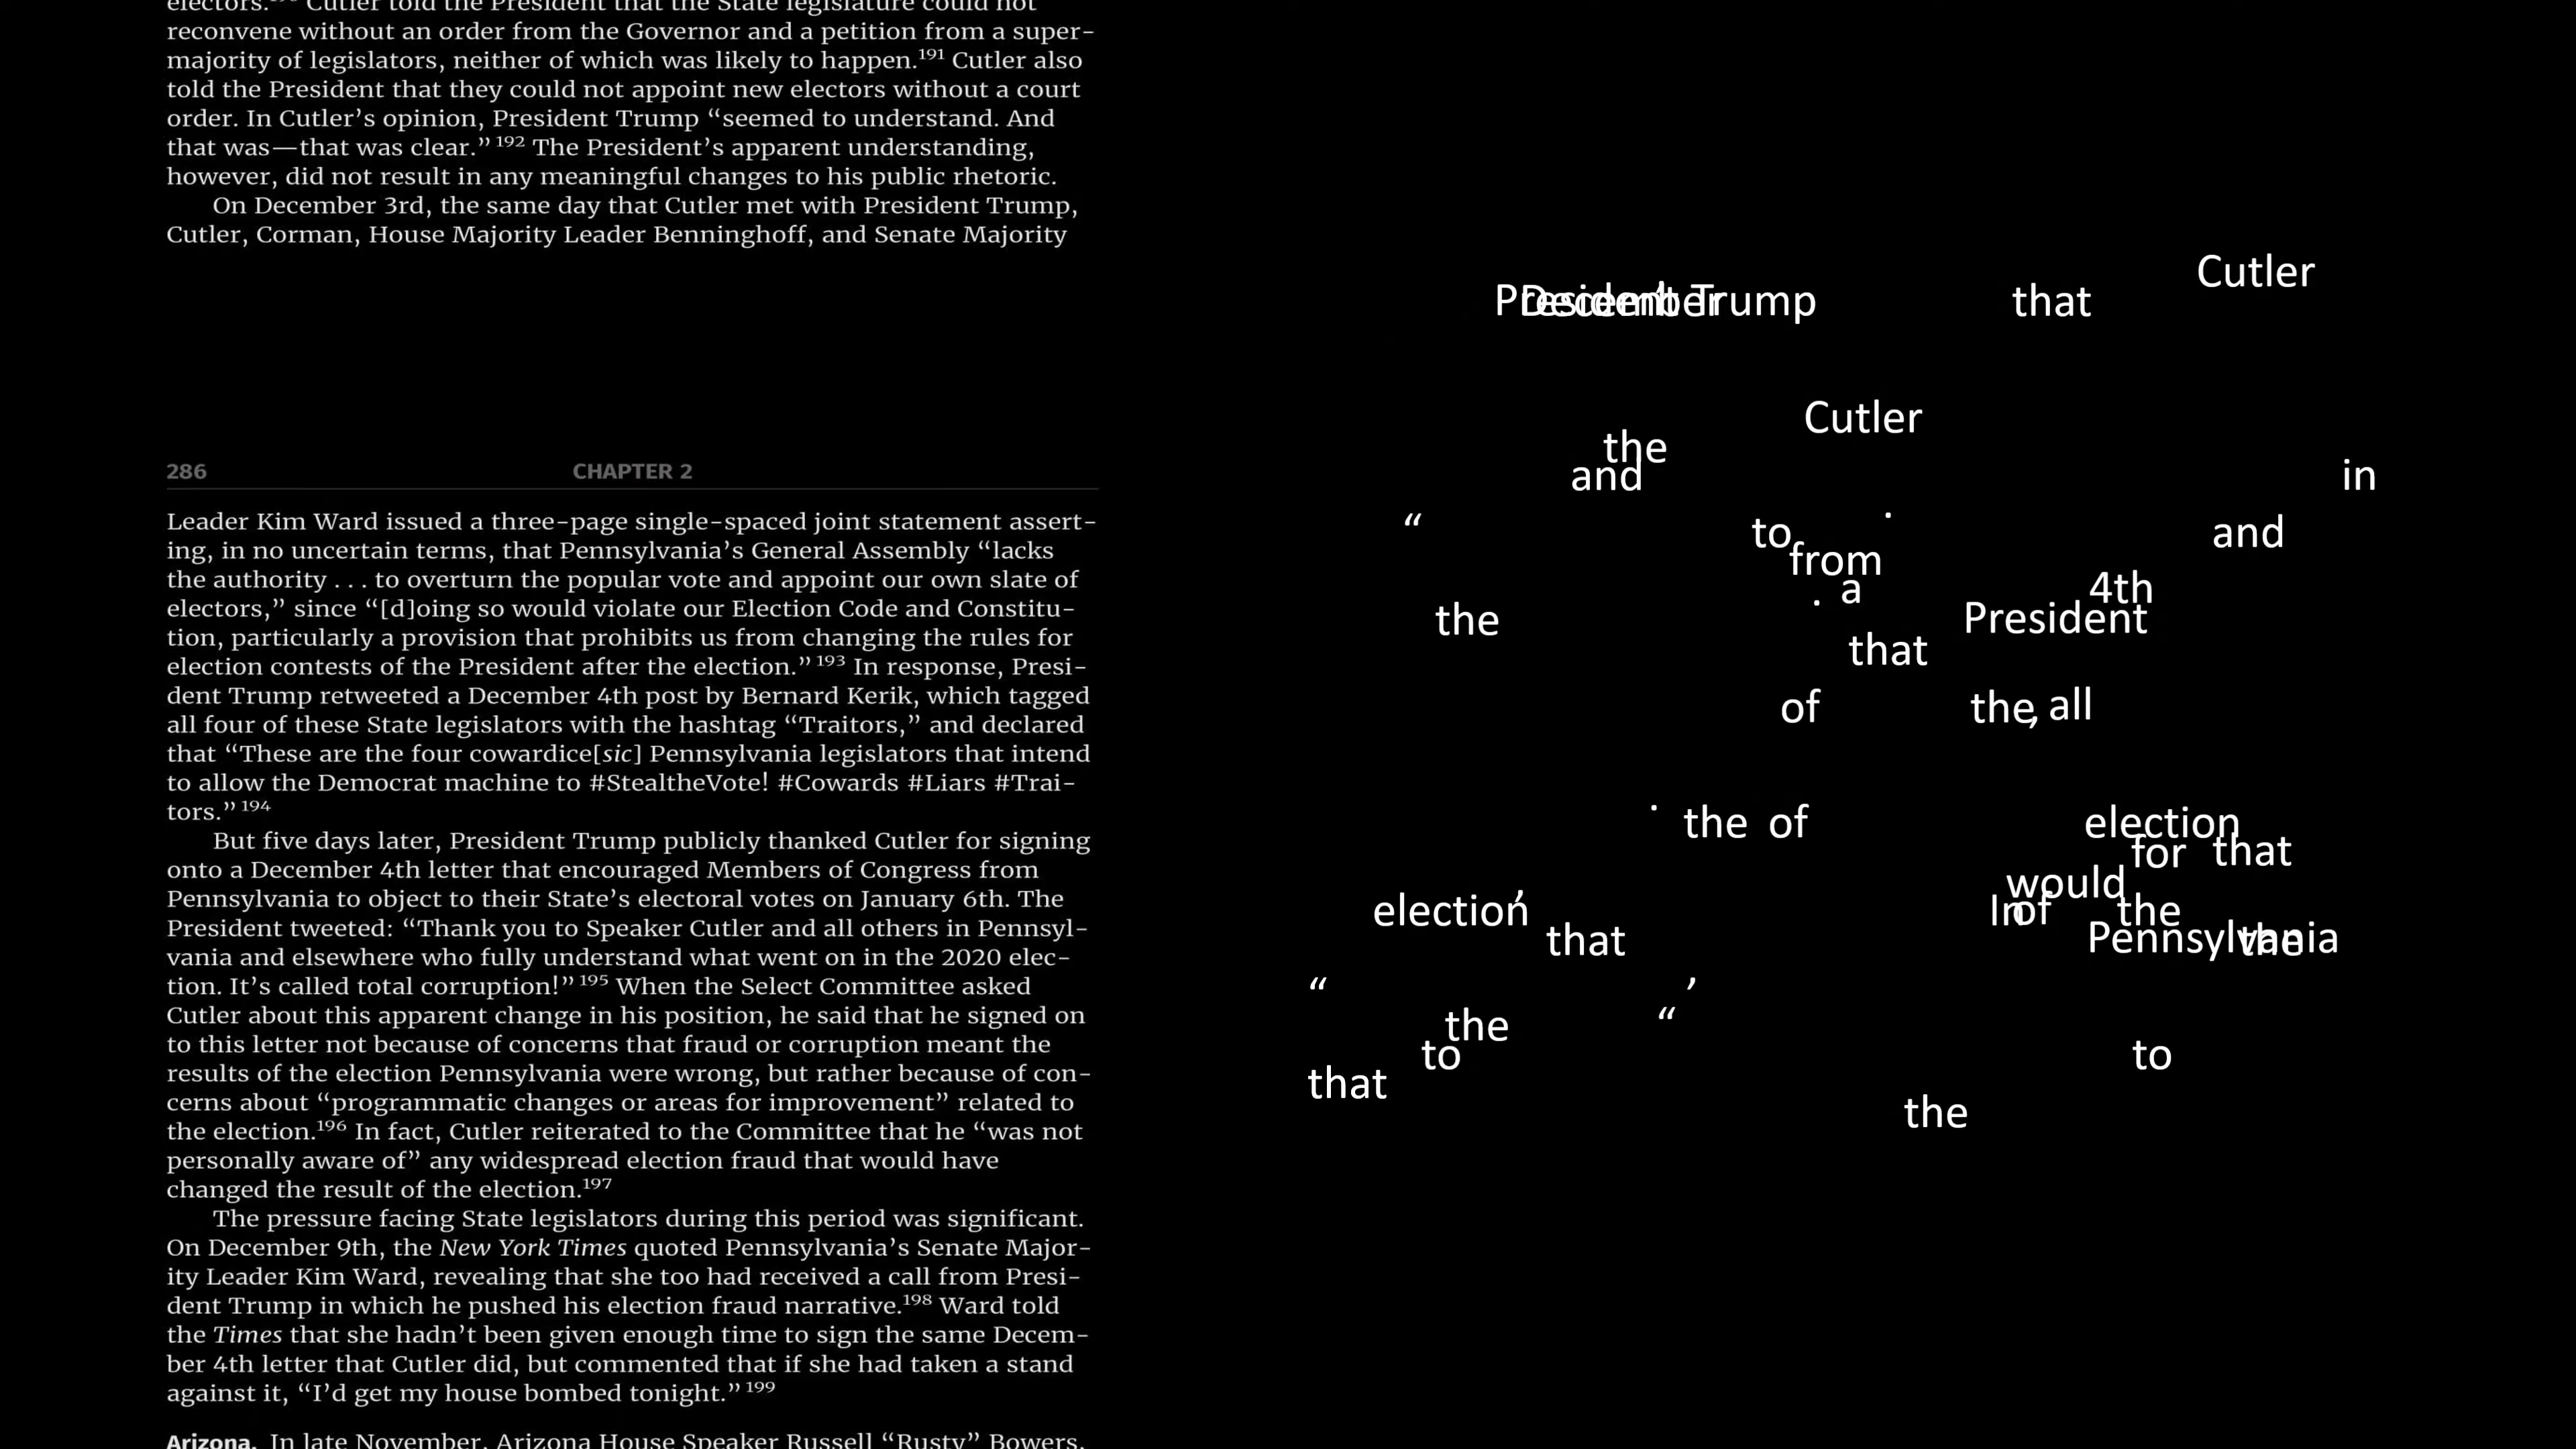 electors.190 Cutler told the President that the State legislature could not
reconvene without an order from the Governor and a petition from a super-
majority of legislators, neither of which was likely to happen.191 Cutler also
told the President that they could not appoint new electors without a court
order. In Cutler’s opinion, President Trump “seemed to understand. And
that was—that was clear.”192 The President’s apparent understanding,
however, did not result in any meaningful changes to his public rhetoric.
On December 3rd, the same day that Cutler met with President Trump,
Cutler, Corman, House Majority Leader Benninghoff, and Senate Majority
286 CHAPTER 2
Leader Kim Ward issued a three-page single-spaced joint statement assert-
ing, in no uncertain terms, that Pennsylvania’s General Assembly “lacks
the authority . . . to overturn the popular vote and appoint our own slate of
electors,” since “[d]oing so would violate our Election Code and Constitu-
tion, particularly a provision that prohibits us from changing the rules for
election contests of the President after the election.”193 In response, Presi-
dent Trump retweeted a December 4th post by Bernard Kerik, which tagged
all four of these State legislators with the hashtag “Traitors,” and declared
that “These are the four cowardice[sic] Pennsylvania legislators that intend
to allow the Democrat machine to #StealtheVote! #Cowards #Liars #Trai-
tors.”194
But five days later, President Trump publicly thanked Cutler for signing
onto a December 4th letter that encouraged Members of Congress from
Pennsylvania to object to their State’s electoral votes on January 6th. The
President tweeted: “Thank you to Speaker Cutler and all others in Pennsyl-
vania and elsewhere who fully understand what went on in the 2020 elec-
tion. It’s called total corruption!”195 When the Select Committee asked
Cutler about this apparent change in his position, he said that he signed on
to this letter not because of concerns that fraud or corruption meant the
results of the election Pennsylvania were wrong, but rather because of con-
cerns about “programmatic changes or areas for improvement” related to
the election.196 In fact, Cutler reiterated to the Committee that he “was not
personally aware of” any widespread election fraud that would have
changed the result of the election.197
The pressure facing State legislators during this period was significant.
On December 9th, the New York Times quoted Pennsylvania’s Senate Major-
ity Leader Kim Ward, revealing that she too had received a call from Presi-
dent Trump in which he pushed his election fraud narrative.198 Ward told
the Times that she hadn’t been given enough time to sign the same Decem-
ber 4th letter that Cutler did, but commented that if she had taken a stand
against it, “I’d get my house bombed tonight.”199
Arizona. In late November, Arizona House Speaker Russell “Rusty” Bowers,
Cutler
President Trump December that
Cutler
the
and in
“ .
to and
from
. a 4th
the President
that
of the, all
. the of election
for that
would
election’ In of the
that Pennsylvania the
“ ’
the “
to to
that
the